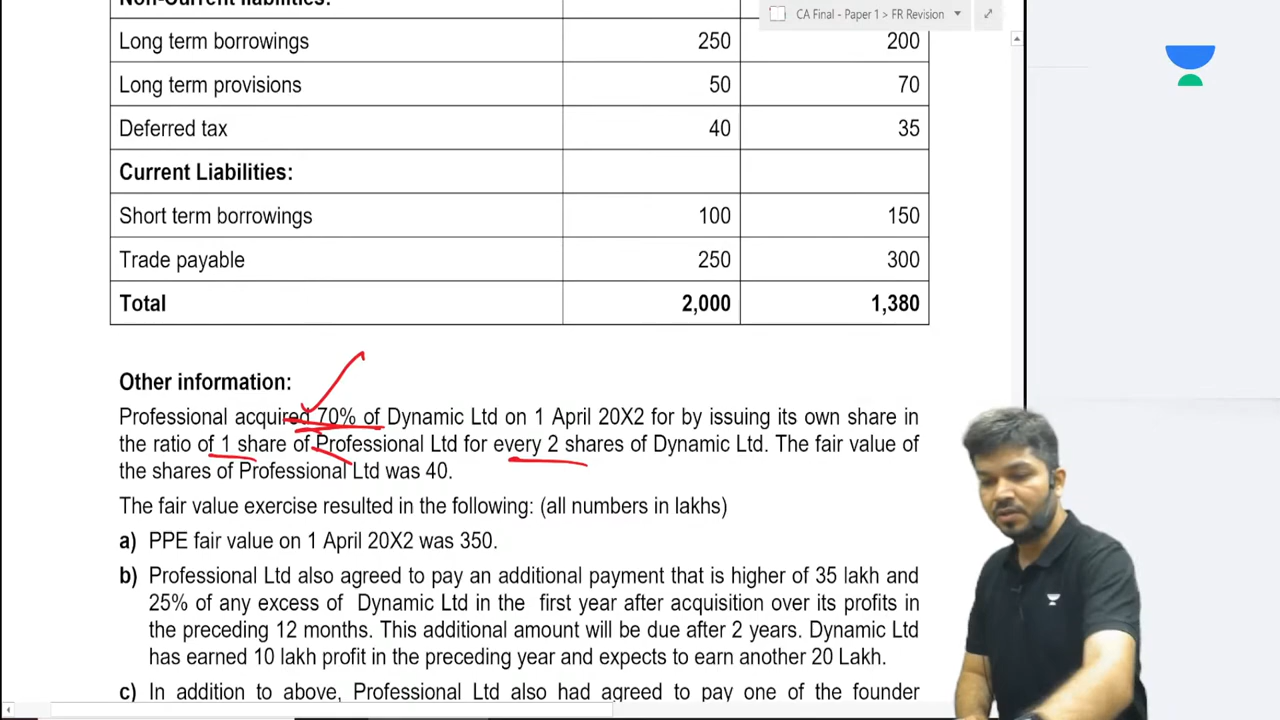 Non-Current liabilities:
CA Final - Paper 1 > FR Revision
Long term borrowings 250 200
Long term provisions 50 70
Deferred tax 40 35
Current Liabilities:
Short term borrowings 100 150
Trade payable 250 300
Total 2,000 1,380
Other information:
Professional acquired 70% of Dynamic Ltd on 1 April 20X2 for by issuing its own share in
the ratio of 1 share of Professional Ltd for every 2 shares of Dynamic Ltd. The fair value of
the shares of Professional Ltd was 40.
The fair value exercise resulted in the following: (all numbers in lakhs)
a) PPE fair value on 1 April 20X2 was 350.
b) Professional Ltd also agreed to pay an additional payment that is higher of 35 lakh and
25% of any excess of Dynamic Ltd in the first year after acquisition over its profits in
the preceding 12 months. This additional amount will be due after 2 years. Dynamic Ltd
has earned 10 lakh profit in the preceding year and expects to earn another 20 Lakh.
c) In addition to above, Professional Ltd also had agreed to pay one of the founder